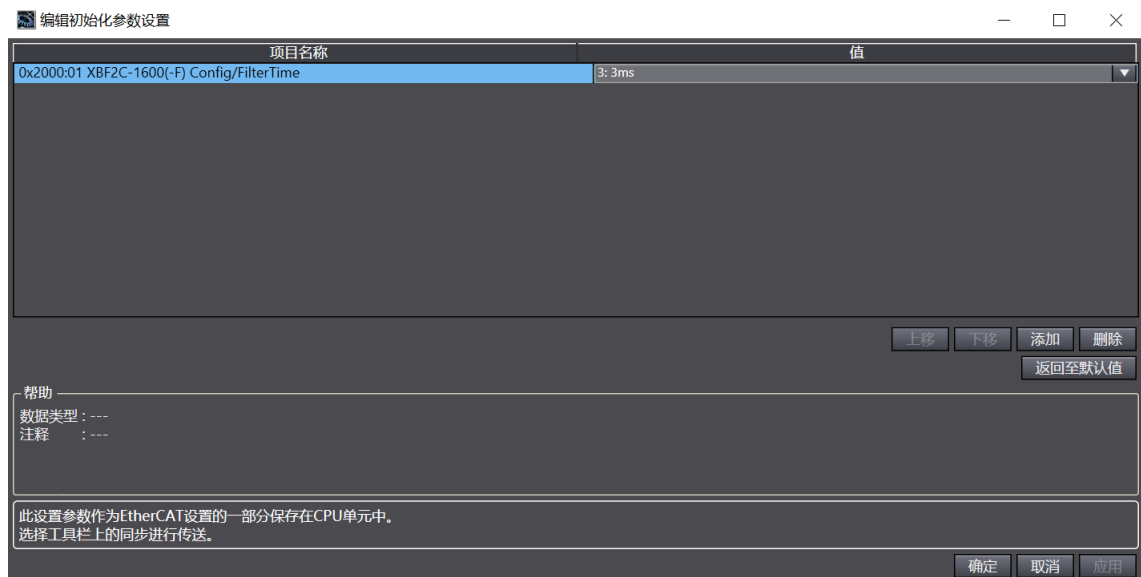 编辑初始化参数设置
项目名称 值
0x2000:01 XBF2C-1600(-F) Config/FilterTime 3: 3ms
上移 下移 添加 删除
返回至默认值
帮助
数据类型 : ---
注释 : ---
此设置参数作为EtherCAT设置的一部分保存在CPU单元中。
选择工具栏上的同步进行传送。
确定 取消 应用